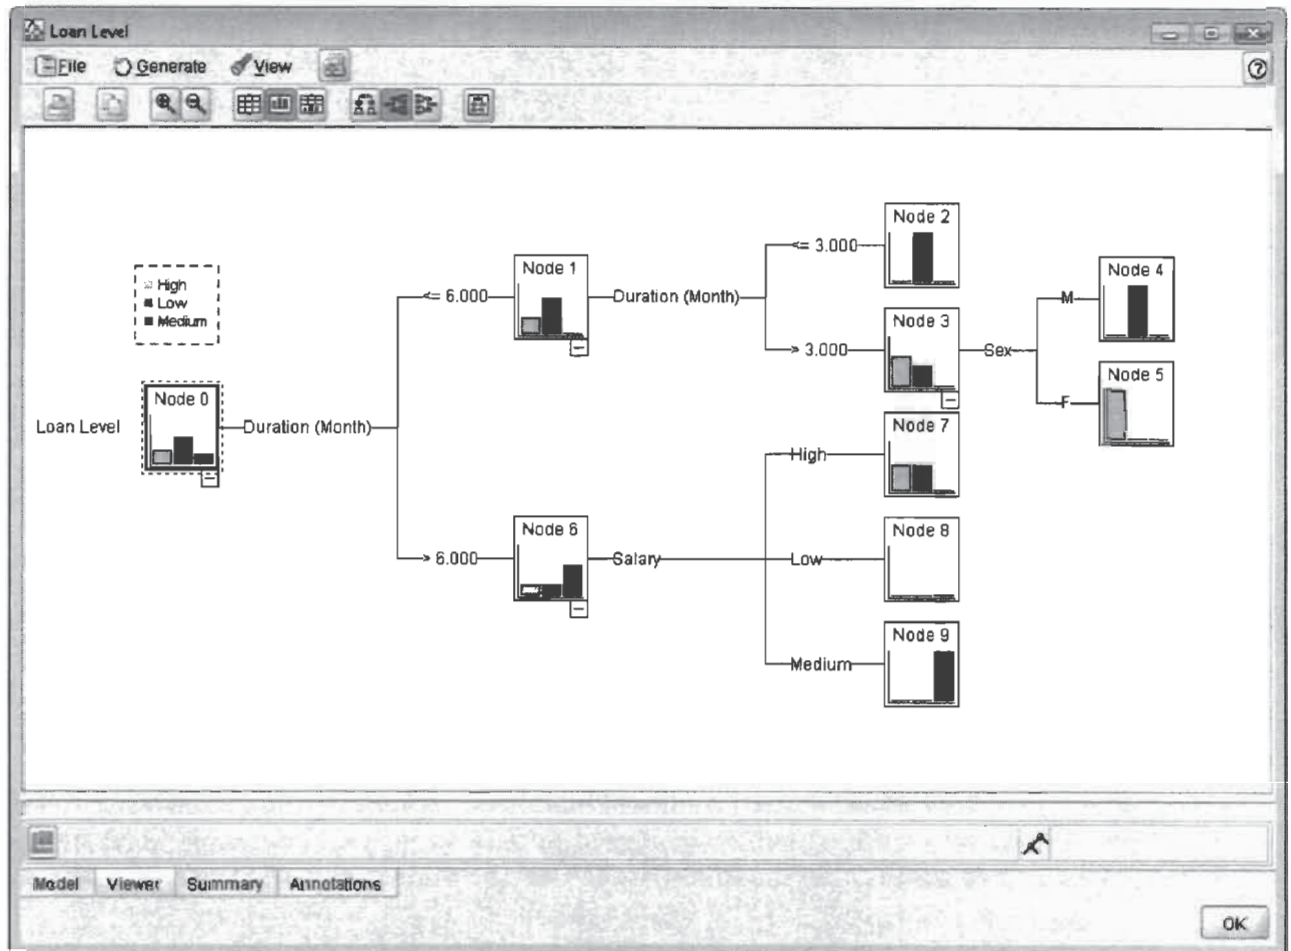 Loan Level
File Generate View
High
Low
Medium
Loan Level
Node 0
Duration (Month)
<= 6.000
Node 1
Duration (Month)
<= 3.000
Node 2
> 3.000
Node 3
Sex
M
Node 4
F
Node 5
> 6.000
Node 6
Salary
High
Node 7
Low
Node 8
Medium
Node 9
Model Viewer Summary Annotations
OK